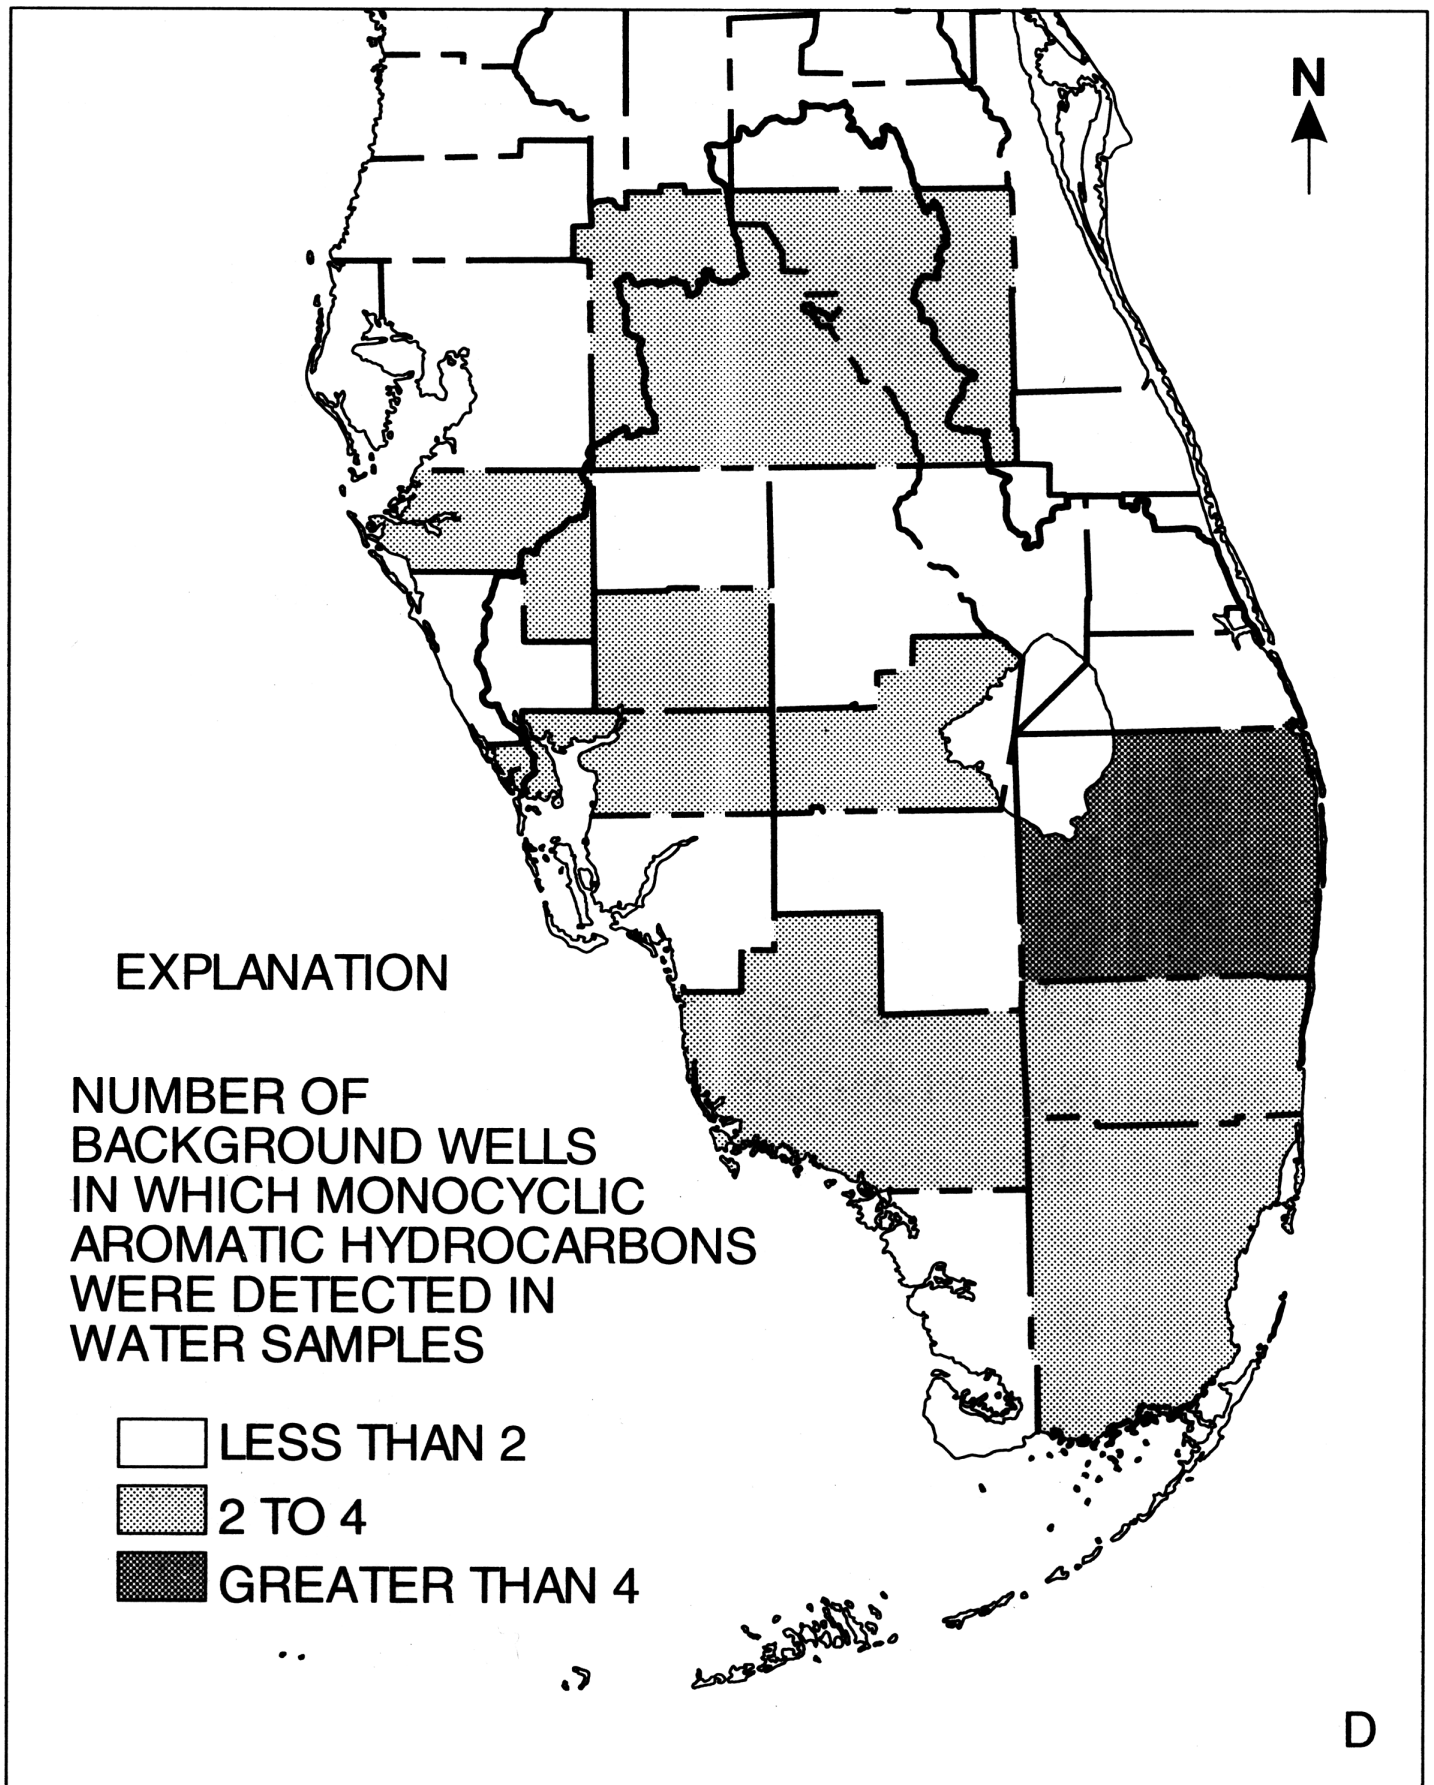 N
EXPLANATION
NUMBER OF
BACKGROUND WELLS
IN WHICH MONOCYCLIC
AROMATIC HYDROCARBONS
WERE DETECTED IN
WATER SAMPLES
LESS THAN 2
2 TO 4
GREATER THAN 4
D